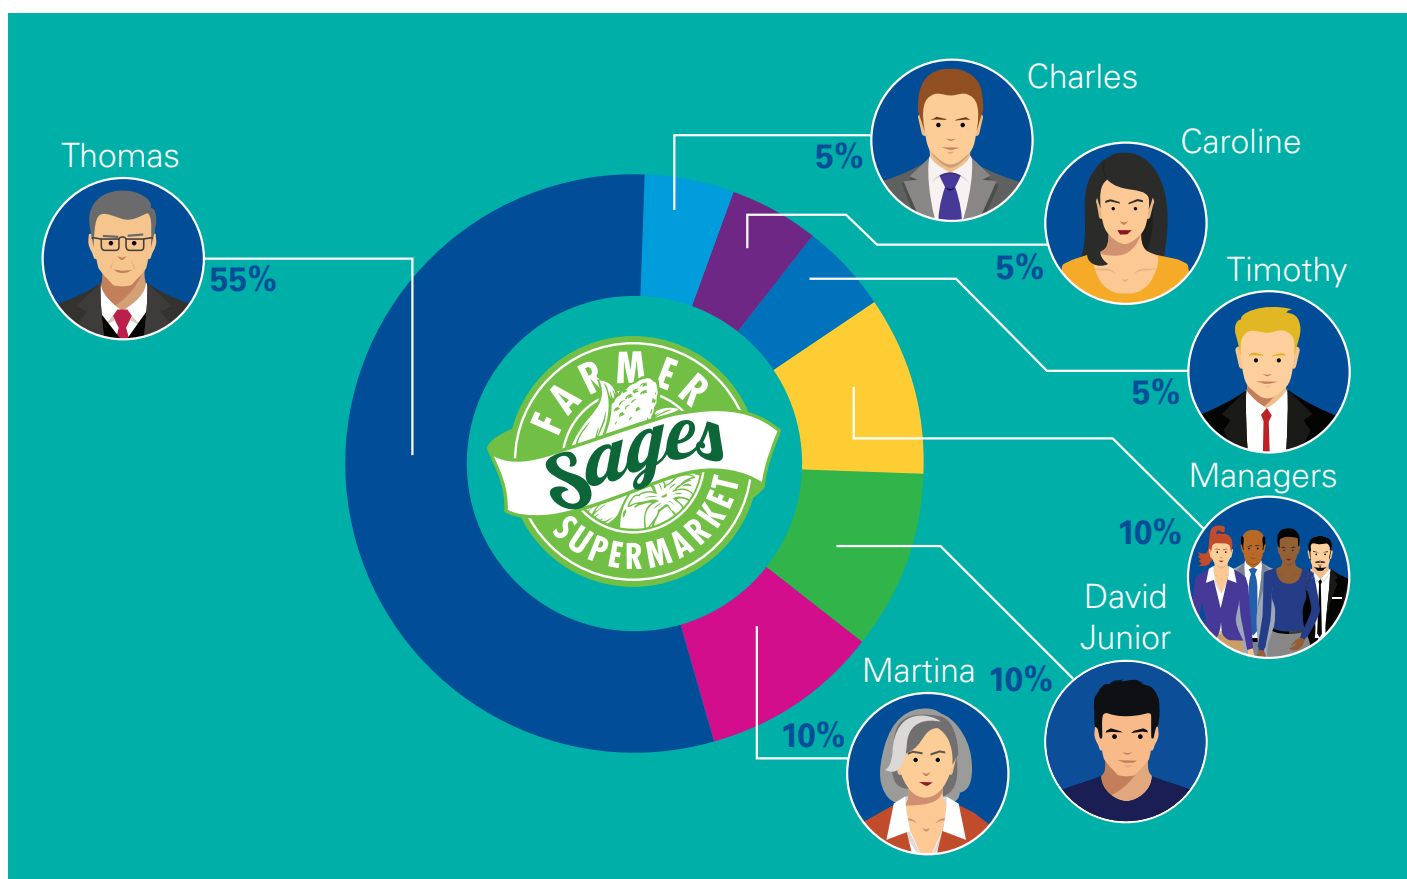 Charles
5%
Caroline
5%
Thomas
55%
Timothy
5%
FARMER
Sages
SUPERMARKET
Managers
10%
David
Junior
10%
Martina
10%